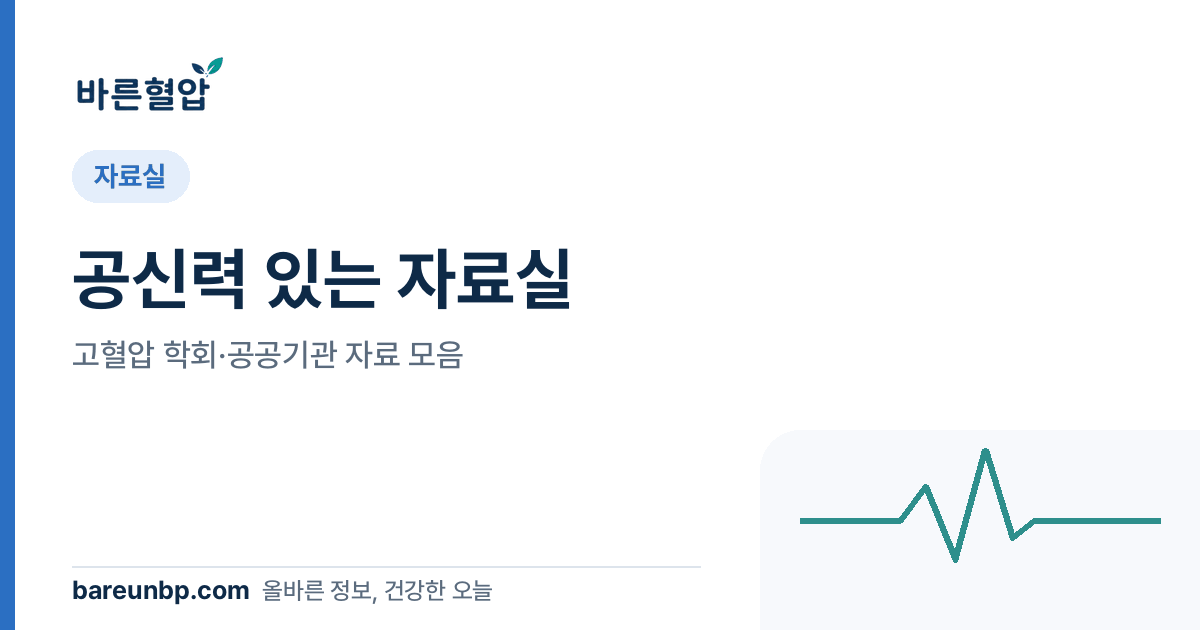 바른혈압
자료실
공신력 있는 자료실
고혈압 학회·공공기관 자료 모음
bareunbp.com 올바른 정보, 건강한 오늘